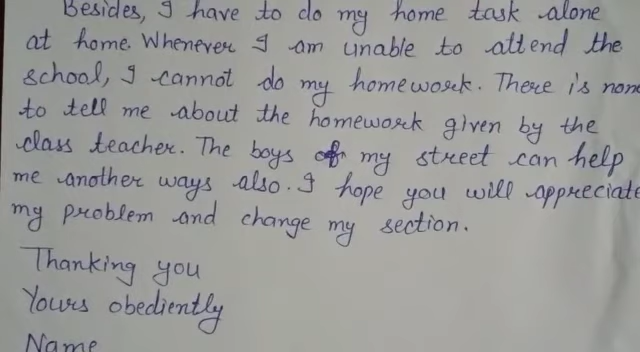 Besides, I have to do my home task alone
at home. Whenever I am unable to attend the
school, I cannot do my homework. There is none
to tell me about the homework given by the
class teacher. The boys of my street can help
me another ways also. I hope you will appreciate
my problem and change my section.
Thanking you
Yours obediently
Name